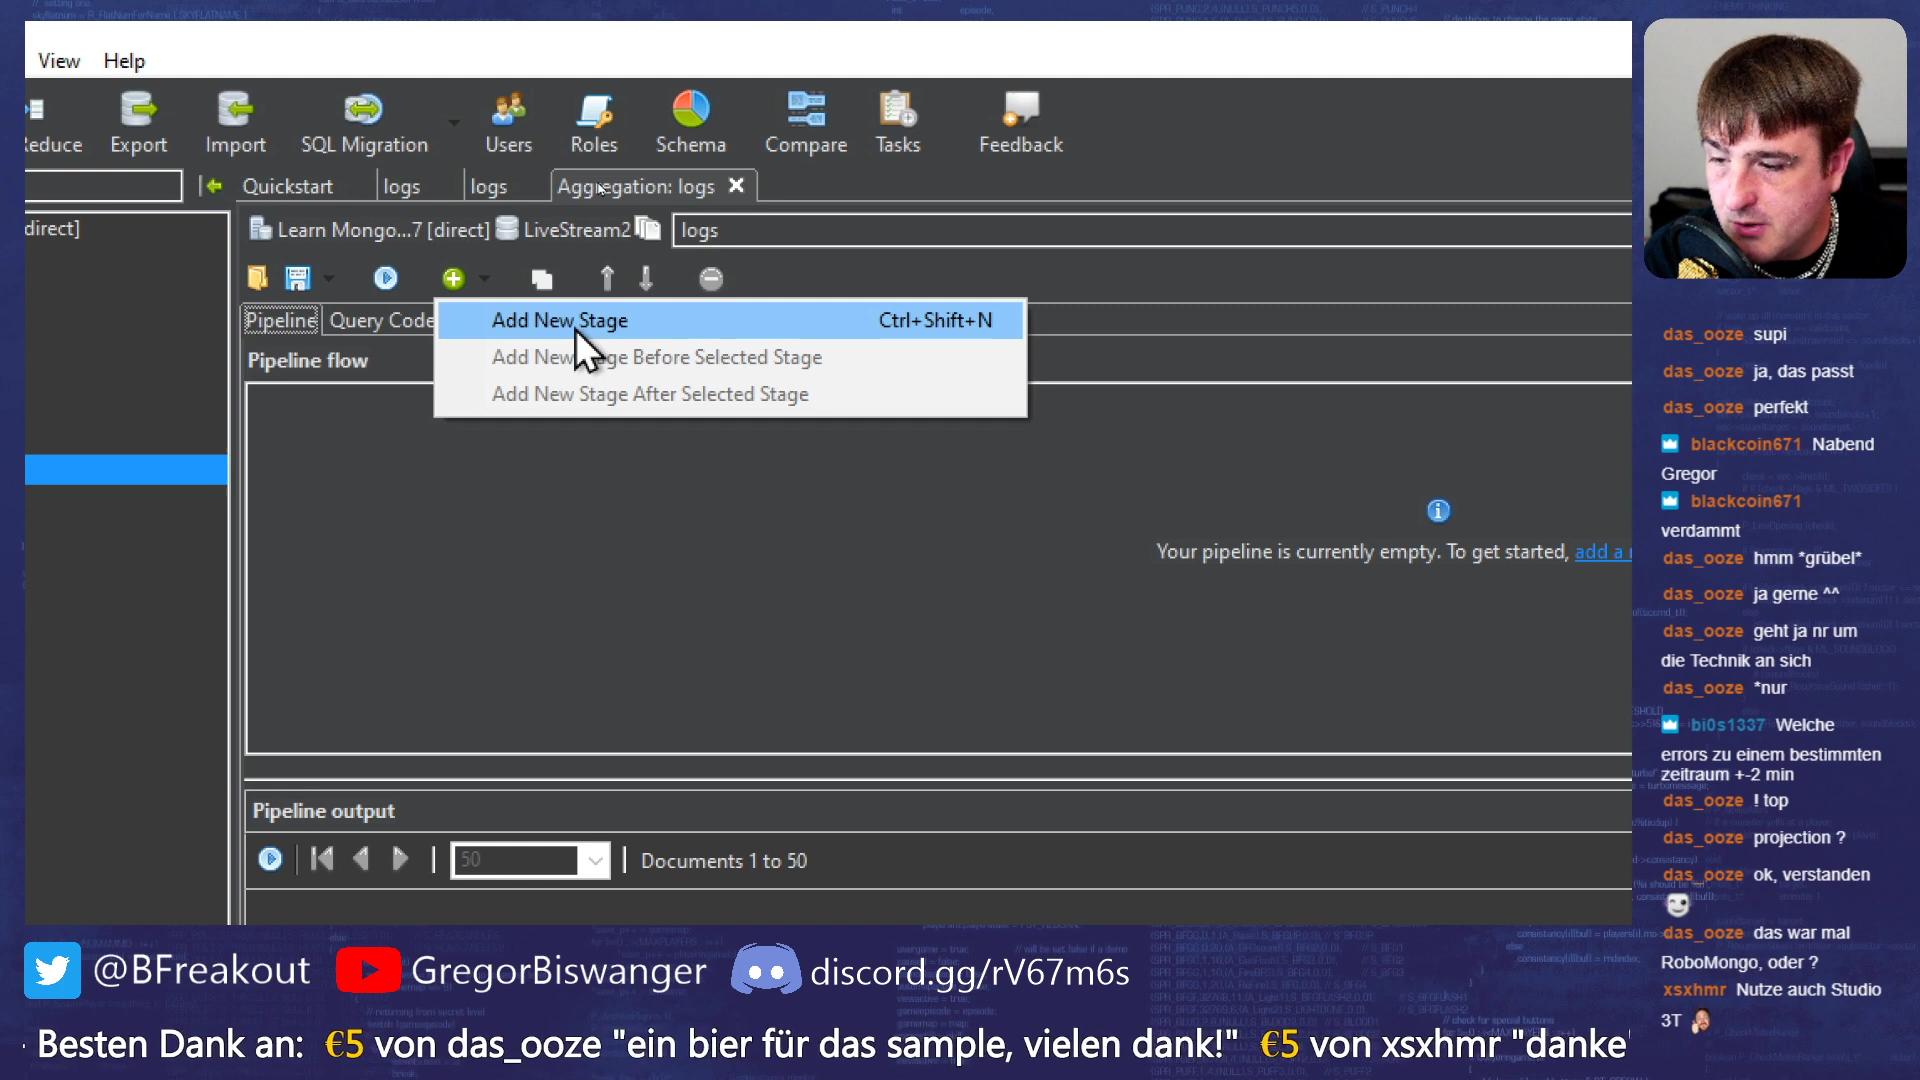 View Help
Reduce Export Import SQL Migration Users Roles Schema Compare Tasks Feedback
Quickstart logs logs Aggregation: logs
direct]
Learn Mongo...7 [direct] LiveStream2 logs
Pipeline Query Code
Add New Stage Ctrl+Shift+N
Add New Stage Before Selected Stage
Add New Stage After Selected Stage
Pipeline flow
Your pipeline is currently empty. To get started, add a
Pipeline output
50 Documents 1 to 50
das_ooze supi
das_ooze ja, das passt
das_ooze perfekt
blackcoin671 Nabend
Gregor
blackcoin671
verdammt
das_ooze hmm *grübel*
das_ooze ja gerne ^^
das_ooze geht ja nr um
die Technik an sich
das_ooze *nur
bi0s1337 Welche
errors zu einem bestimmten
zeitraum +-2 min
das_ooze ! top
das_ooze projection ?
das_ooze ok, verstanden
das_ooze das war mal
RoboMongo, oder ?
xsxhmr Nutze auch Studio
3T
@BFreakout GregorBiswanger discord.gg/rV67m6s
Besten Dank an: €5 von das_ooze "ein bier für das sample, vielen dank!" €5 von xsxhmr "danke